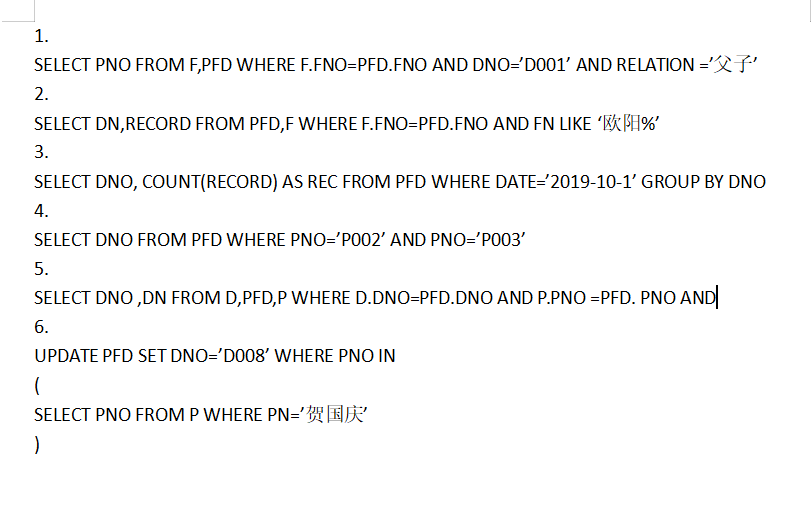 1.
SELECT PNO FROM F,PFD WHERE F.FNO=PFD.FNO AND DNO=’D001’ AND RELATION =’父子’
2.
SELECT DN,RECORD FROM PFD,F WHERE F.FNO=PFD.FNO AND FN LIKE ‘欧阳%’
3.
SELECT DNO, COUNT(RECORD) AS REC FROM PFD WHERE DATE=’2019-10-1’ GROUP BY DNO
4.
SELECT DNO FROM PFD WHERE PNO=’P002’ AND PNO=’P003’
5.
SELECT DNO ,DN FROM D,PFD,P WHERE D.DNO=PFD.DNO AND P.PNO =PFD. PNO AND
6.
UPDATE PFD SET DNO=’D008’ WHERE PNO IN
(
SELECT PNO FROM P WHERE PN=’贺国庆’
)